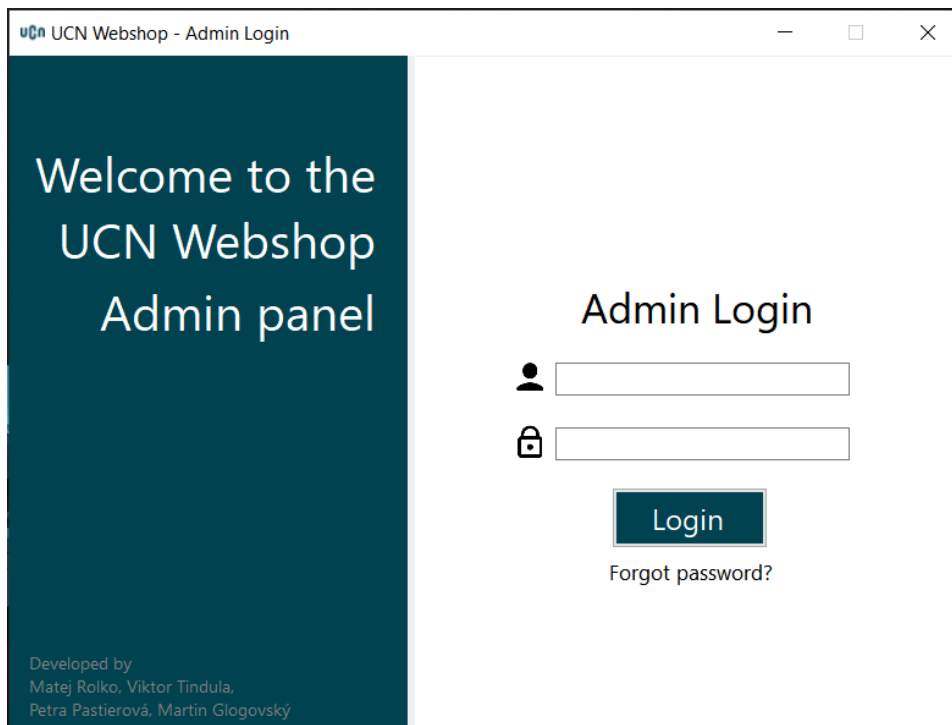 ucn UCN Webshop - Admin Login
Welcome to the
UCN Webshop
Admin panel
Admin Login
Login
Forgot password?
Developed by
Matej Rolko, Viktor Tindula,
Petra Pastierová, Martin Glogovský